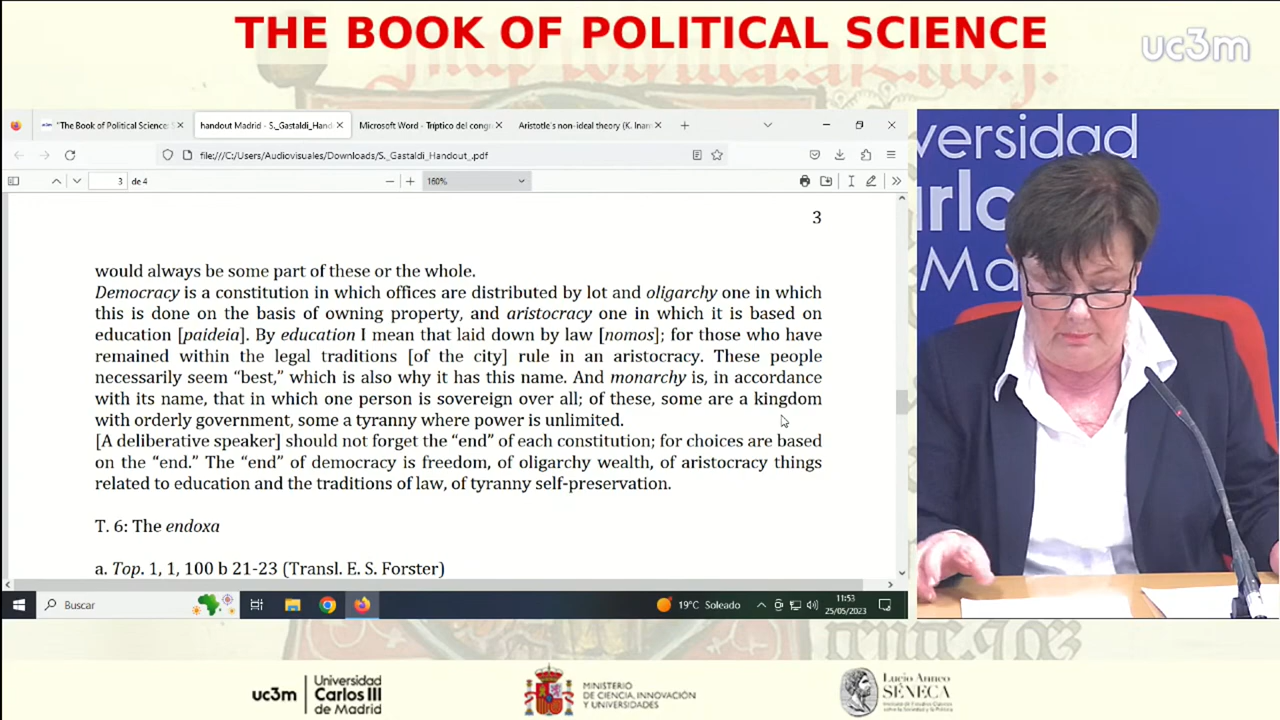 THE BOOK OF POLITICAL SCIENCE
uc3m
"The Book of Political Science: S
handout Madrid - S._Gastaldi_Hand
Microsoft Word - Tríptico del congr
Aristotle's non-ideal theory (K. Inam
file:///C:/Users/Audiovisuales/Downloads/S._Gastaldi_Handout_.pdf
3 de 4
160%
3
would always be some part of these or the whole.
Democracy is a constitution in which offices are distributed by lot and oligarchy one in which
this is done on the basis of owning property, and aristocracy one in which it is based on
education [paideia]. By education I mean that laid down by law [nomos]; for those who have
remained within the legal traditions [of the city] rule in an aristocracy. These people
necessarily seem “best,” which is also why it has this name. And monarchy is, in accordance
with its name, that in which one person is sovereign over all; of these, some are a kingdom
with orderly government, some a tyranny where power is unlimited.
[A deliberative speaker] should not forget the “end” of each constitution; for choices are based
on the “end.” The “end” of democracy is freedom, of oligarchy wealth, of aristocracy things
related to education and the traditions of law, of tyranny self-preservation.
T. 6: The endoxa
a. Top. 1, 1, 100 b 21-23 (Transl. E. S. Forster)
Buscar
19°C Soleado
11:53
25/05/2023
versidad
arlo
Ma
uc3m
Universidad
Carlos III
de Madrid
MINISTERIO
DE CIENCIA, INNOVACIÓN
Y UNIVERSIDADES
Lucio Anneo
SÉNECA